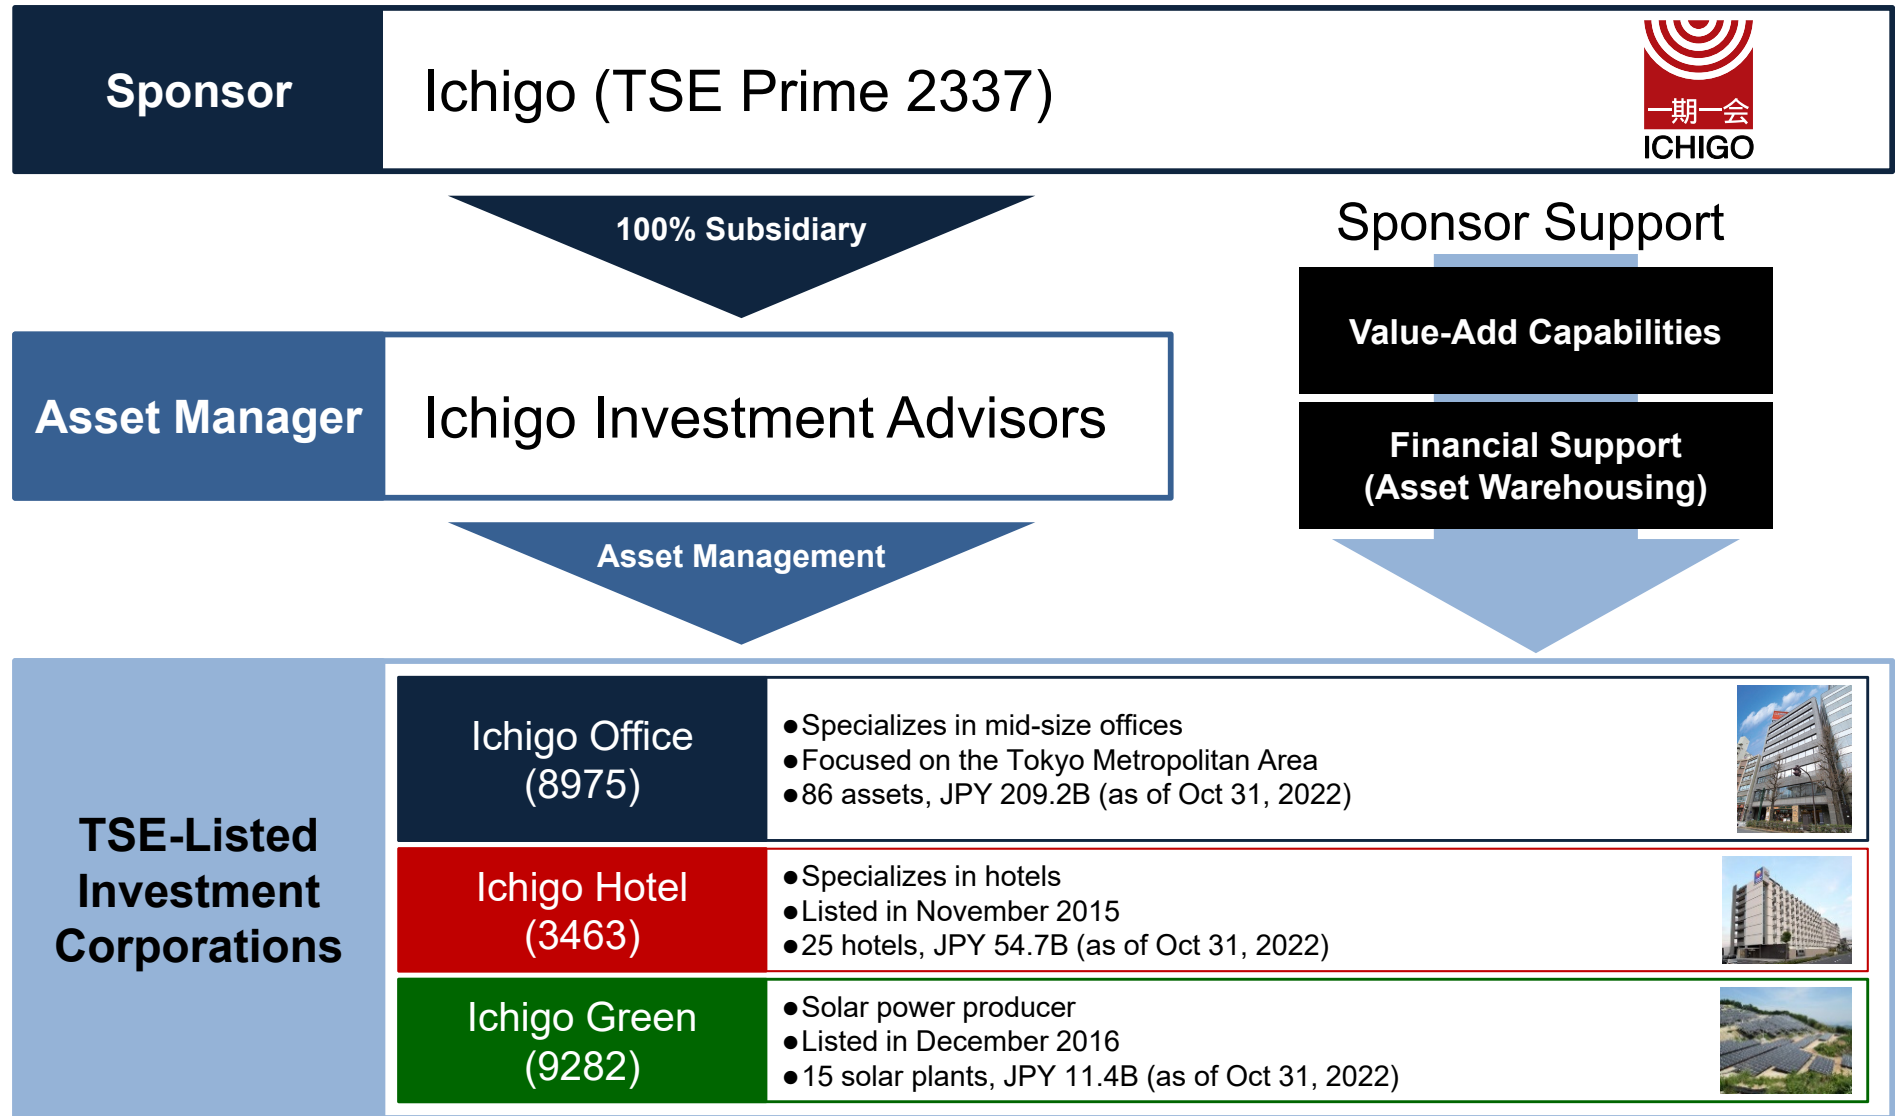 Sponsor
Ichigo (TSE Prime 2337)
一期一会
ICHIGO
100% Subsidiary
Sponsor Support
Value-Add Capabilities
Financial Support
(Asset Warehousing)
Asset Manager
Ichigo Investment Advisors
Asset Management
TSE-Listed
Investment
Corporations
Ichigo Office
(8975)
●Specializes in mid-size offices
●Focused on the Tokyo Metropolitan Area
●86 assets, JPY 209.2B (as of Oct 31, 2022)
Ichigo Hotel
(3463)
●Specializes in hotels
●Listed in November 2015
●25 hotels, JPY 54.7B (as of Oct 31, 2022)
Ichigo Green
(9282)
●Solar power producer
●Listed in December 2016
●15 solar plants, JPY 11.4B (as of Oct 31, 2022)